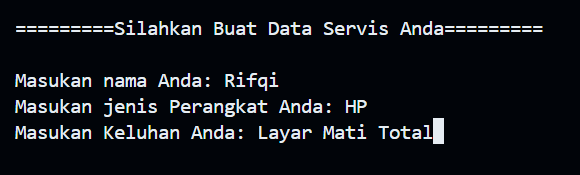 =========Silahkan Buat Data Servis Anda=========
Masukan nama Anda: Rifqi
Masukan jenis Perangkat Anda: HP
Masukan Keluhan Anda: Layar Mati Total